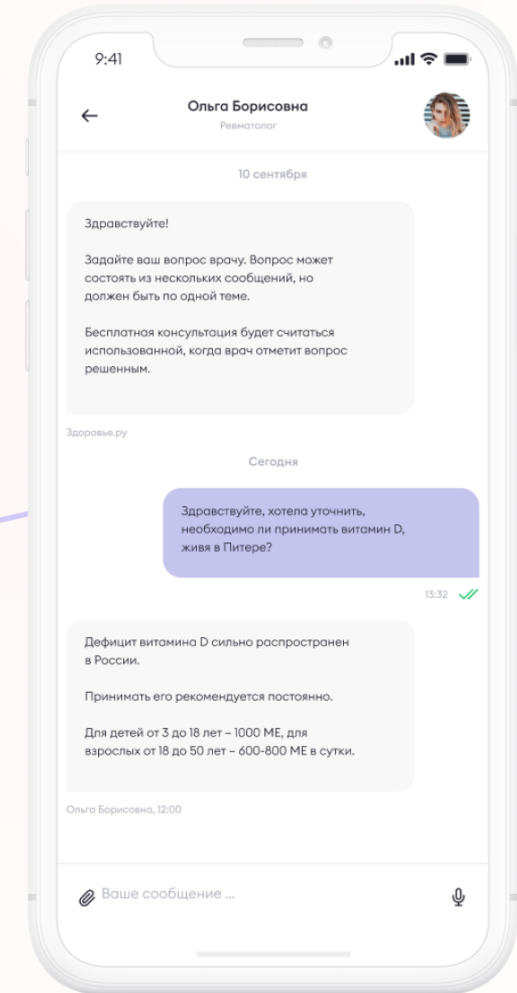 9:41
Ольга Борисовна
Ревматолог
10 сентября
Здравствуйте!
Задайте ваш вопрос врачу. Вопрос может
состоять из нескольких сообщений, но
должен быть по одной теме.
Бесплатная консультация будет считаться
использованной, когда врач отметит вопрос
решенным.
Здоровье.ру
Сегодня
Здравствуйте, хотела уточнить,
необходимо ли принимать витамин D,
живя в Питере?
13:32
Дефицит витамина D сильно распространен
в России.
Принимать его рекомендуется постоянно.
Для детей от 3 до 18 лет – 1000 МЕ, для
взрослых от 18 до 50 лет – 600-800 МЕ в сутки.
Ольга Борисовна, 12:00
Ваше сообщение ...